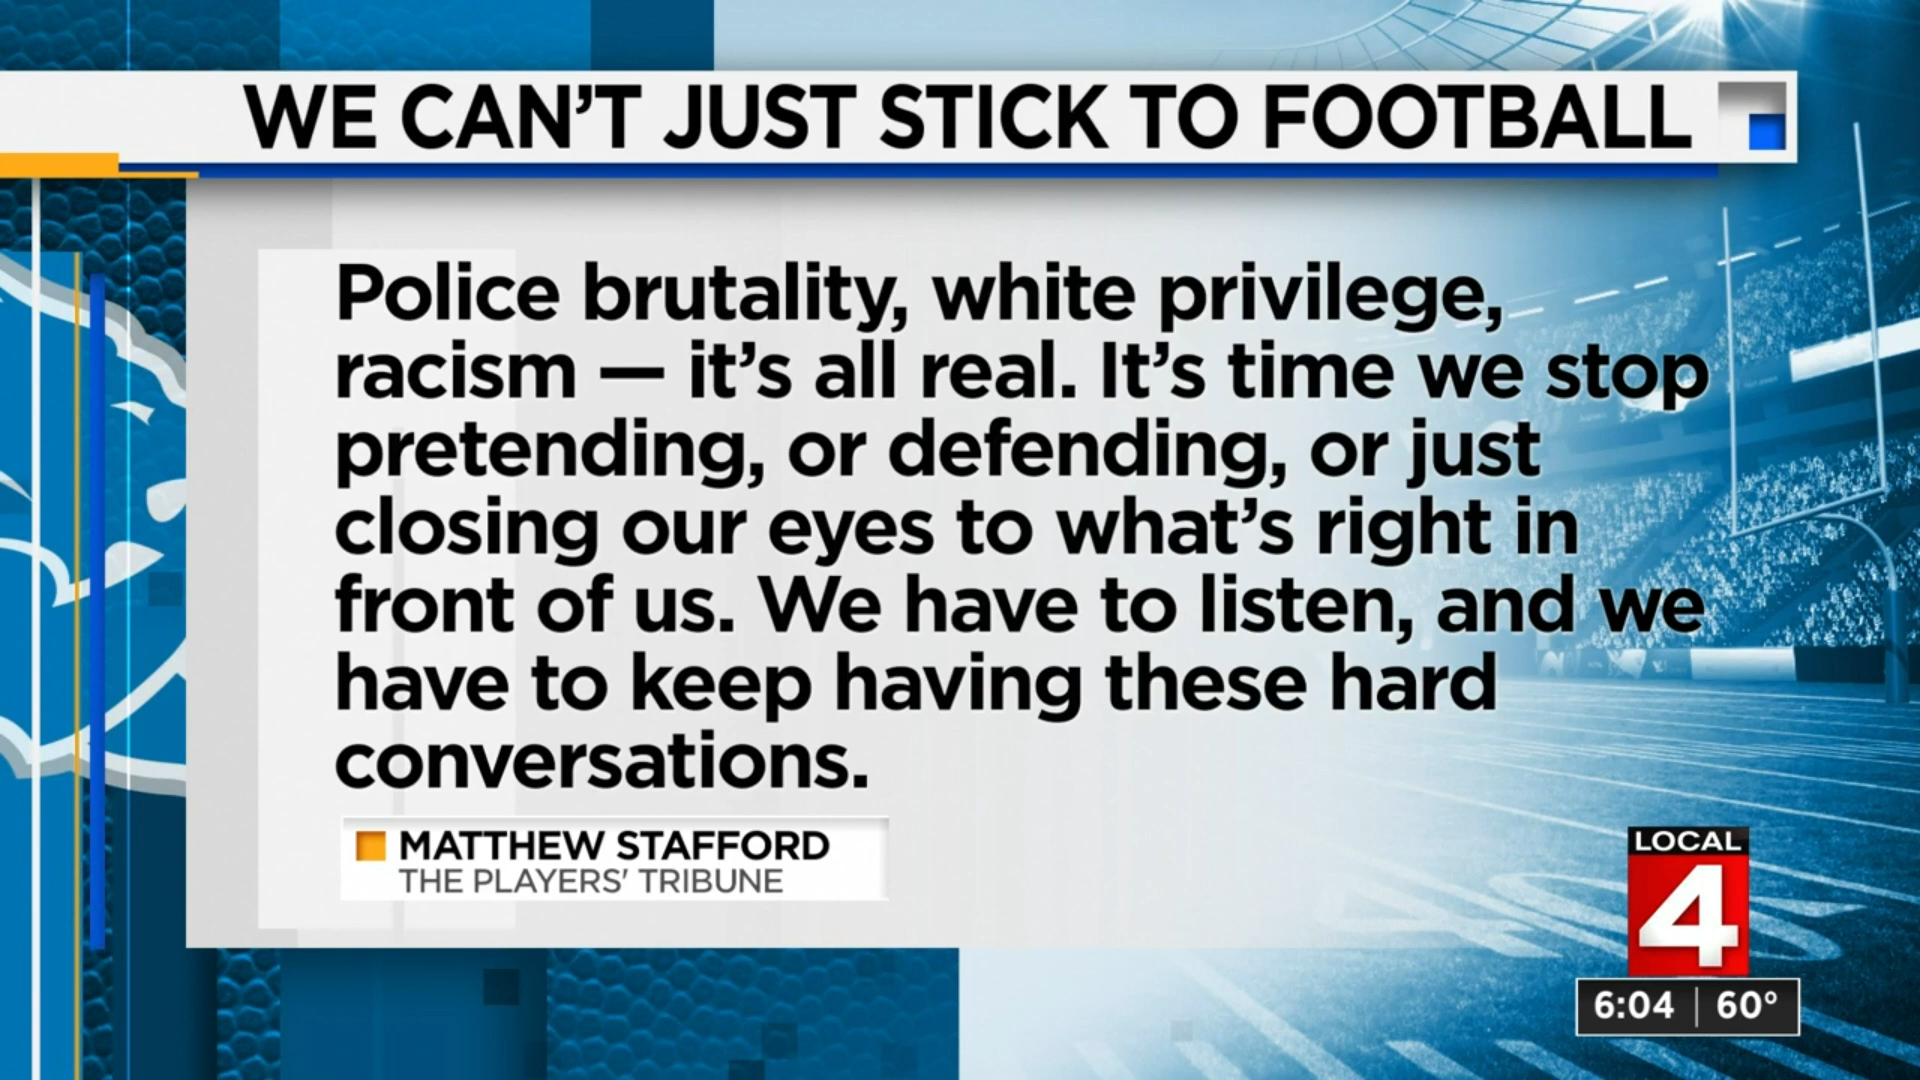 WE CAN’T JUST STICK TO FOOTBALL
Police brutality, white privilege,
racism — it’s all real. It’s time we stop
pretending, or defending, or just
closing our eyes to what’s right in
front of us. We have to listen, and we
have to keep having these hard
conversations.
MATTHEW STAFFORD
THE PLAYERS' TRIBUNE
LOCAL
4
6:04 60°